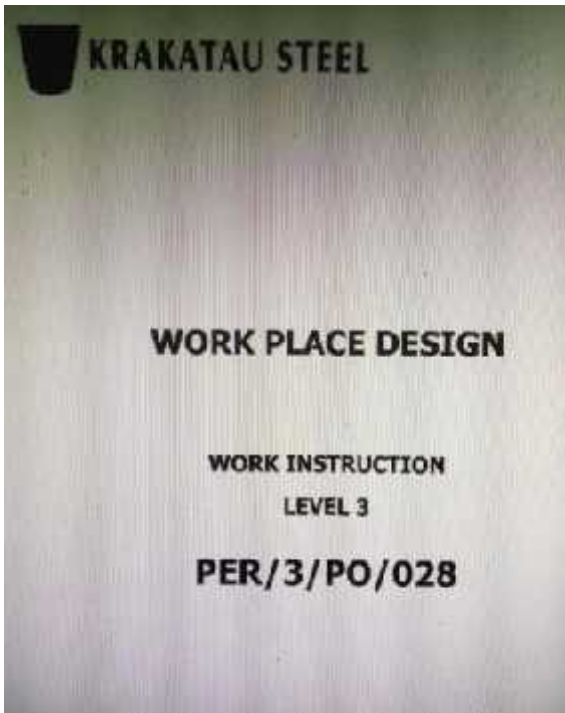 KRAKATAU STEEL
WORK PLACE DESIGN
WORK INSTRUCTION
LEVEL 3
PER/3/PO/028